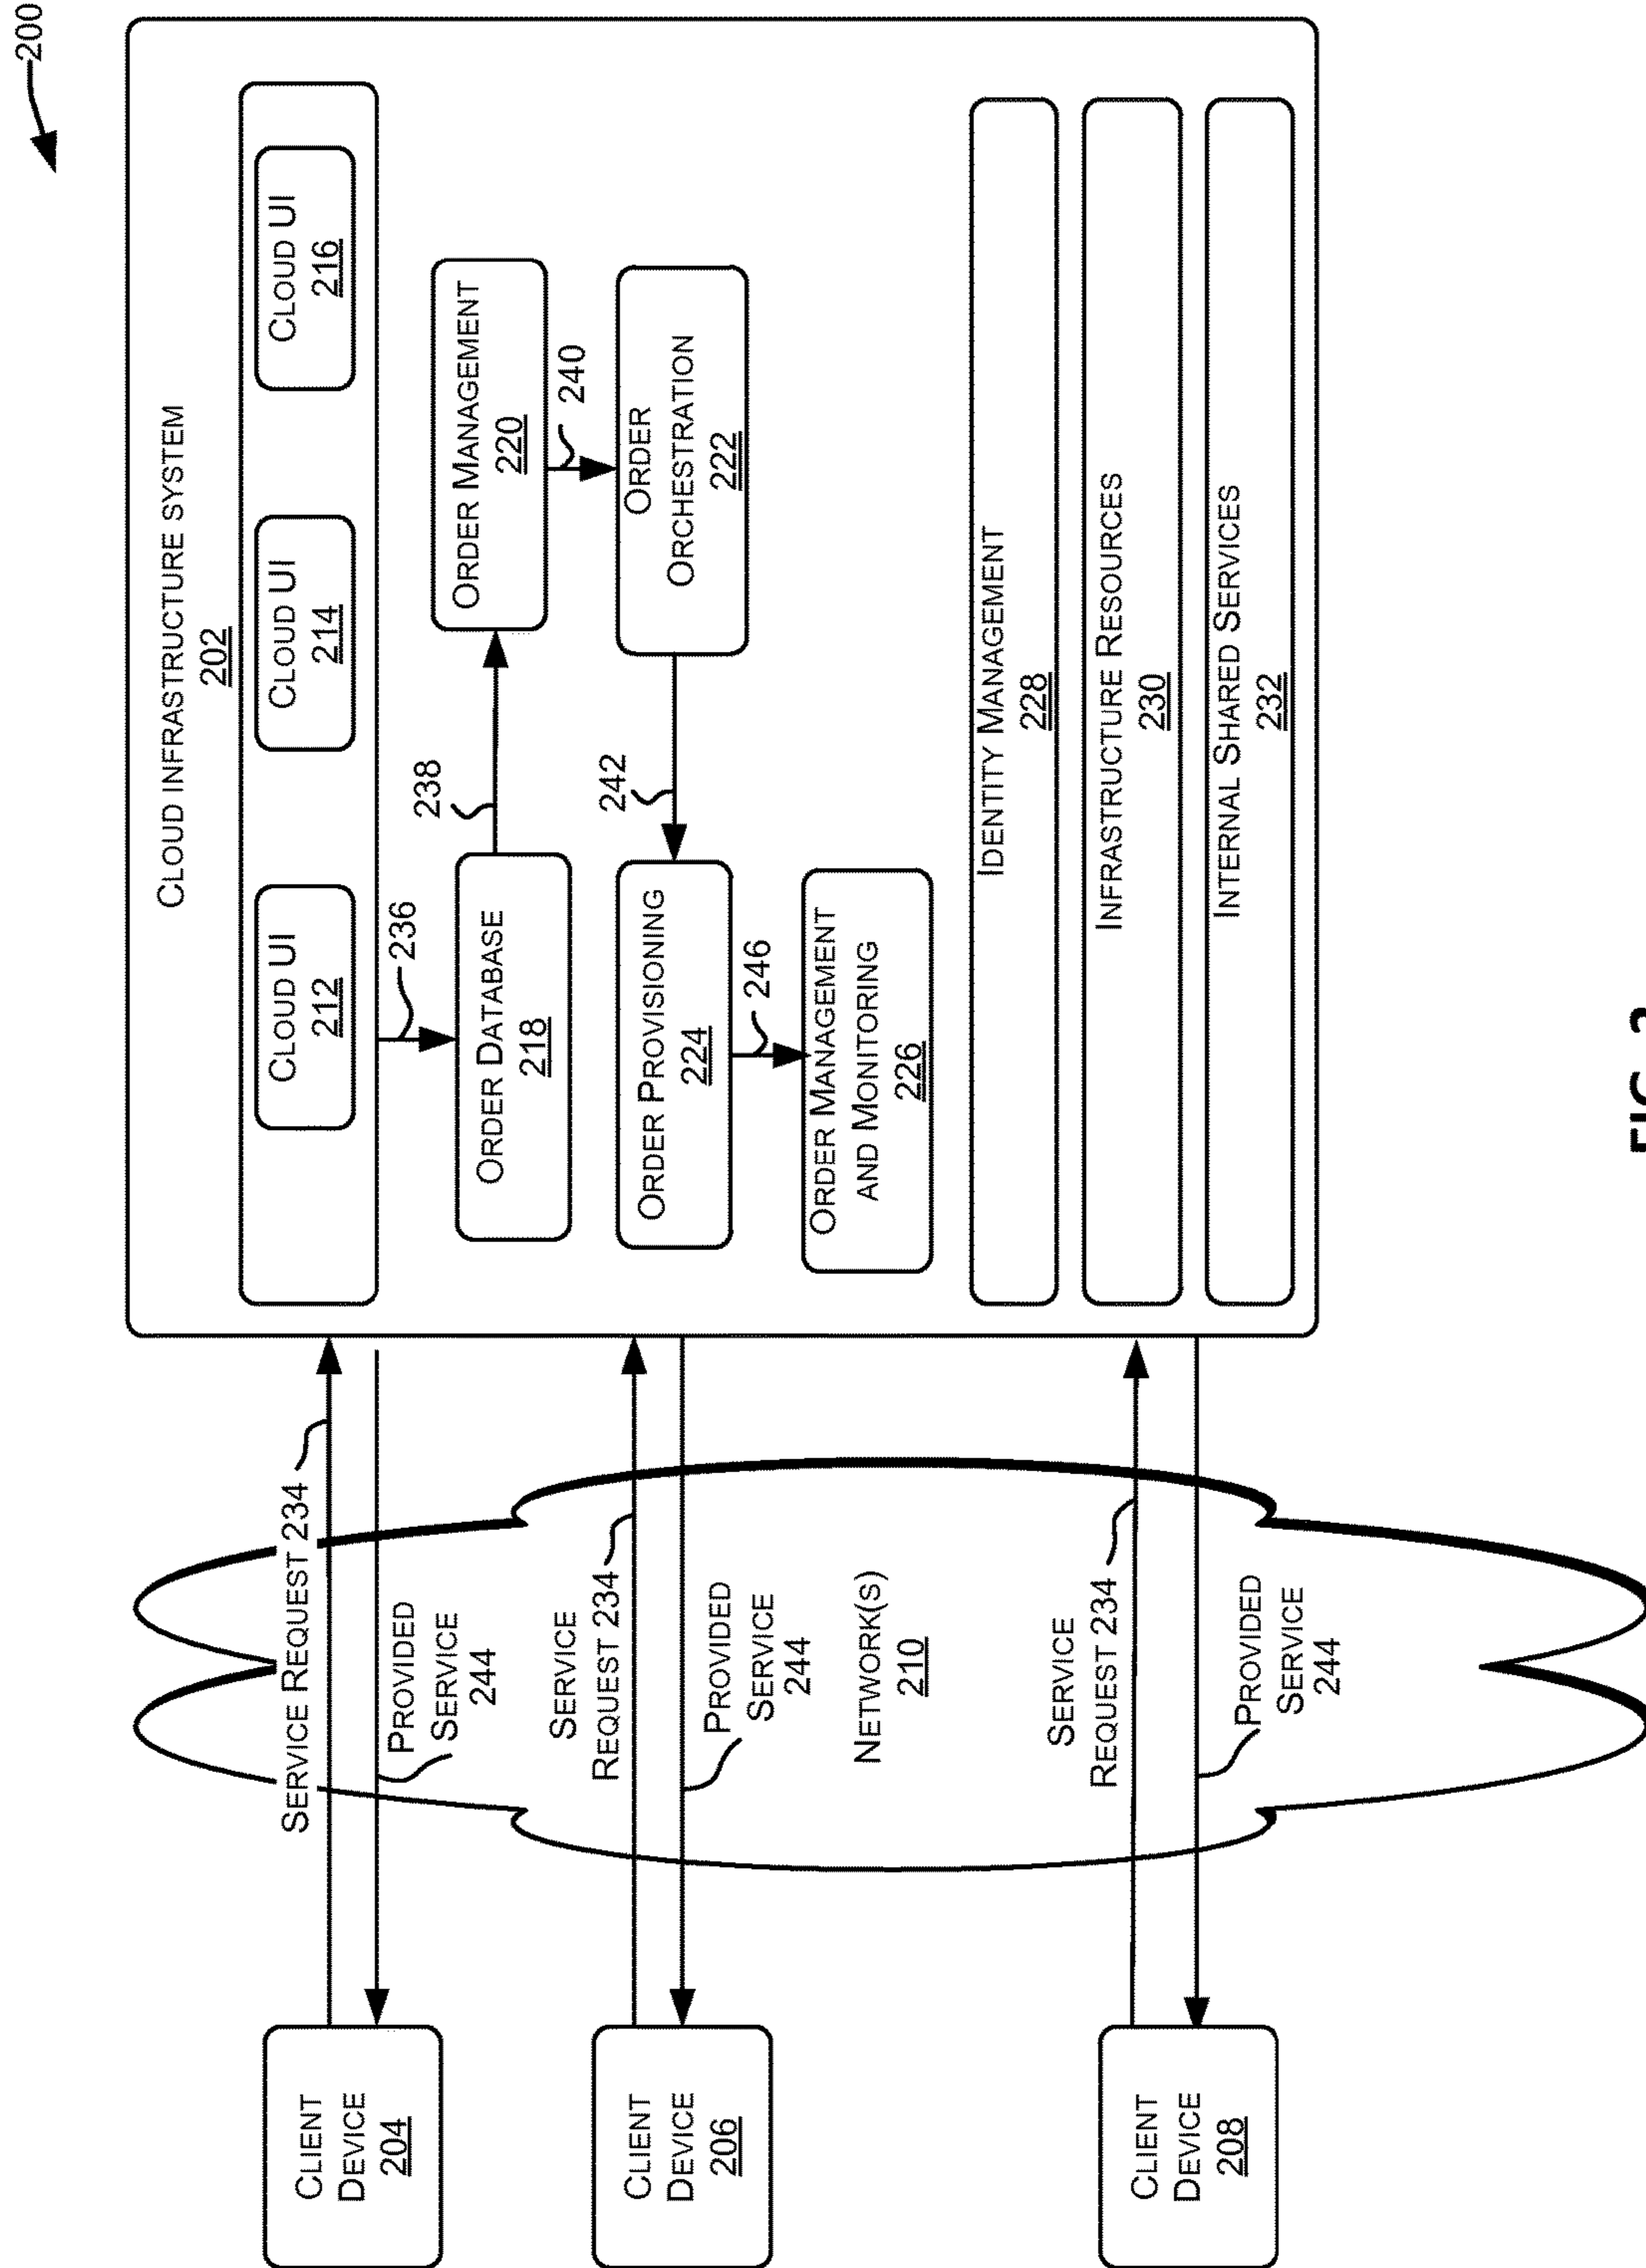 200
CLOUD INFRASTRUCTURE SYSTEM
202
CLOUD UI
212
CLOUD UI
214
CLOUD UI
216
236
ORDER DATABASE
218
238
ORDER MANAGEMENT
220
240
ORDER
ORCHESTRATION
222
242
ORDER PROVISIONING
224
246
ORDER MANAGEMENT
AND MONITORING
226
IDENTITY MANAGEMENT
228
INFRASTRUCTURE RESOURCES
230
INTERNAL SHARED SERVICES
232
SERVICE REQUEST 234
PROVIDED
SERVICE
244
SERVICE
REQUEST 234
PROVIDED
SERVICE
244
NETWORK(S)
210
SERVICE
REQUEST 234
PROVIDED
SERVICE
244
CLIENT
DEVICE
204
CLIENT
DEVICE
206
CLIENT
DEVICE
208